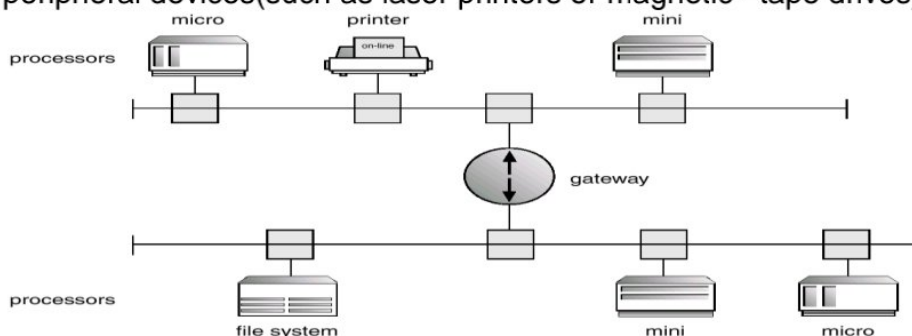 peripheral devices(such as laser printers or magnetic - tape drives)
micro printer mini
on-line
processors
gateway
processors
file system mini micro